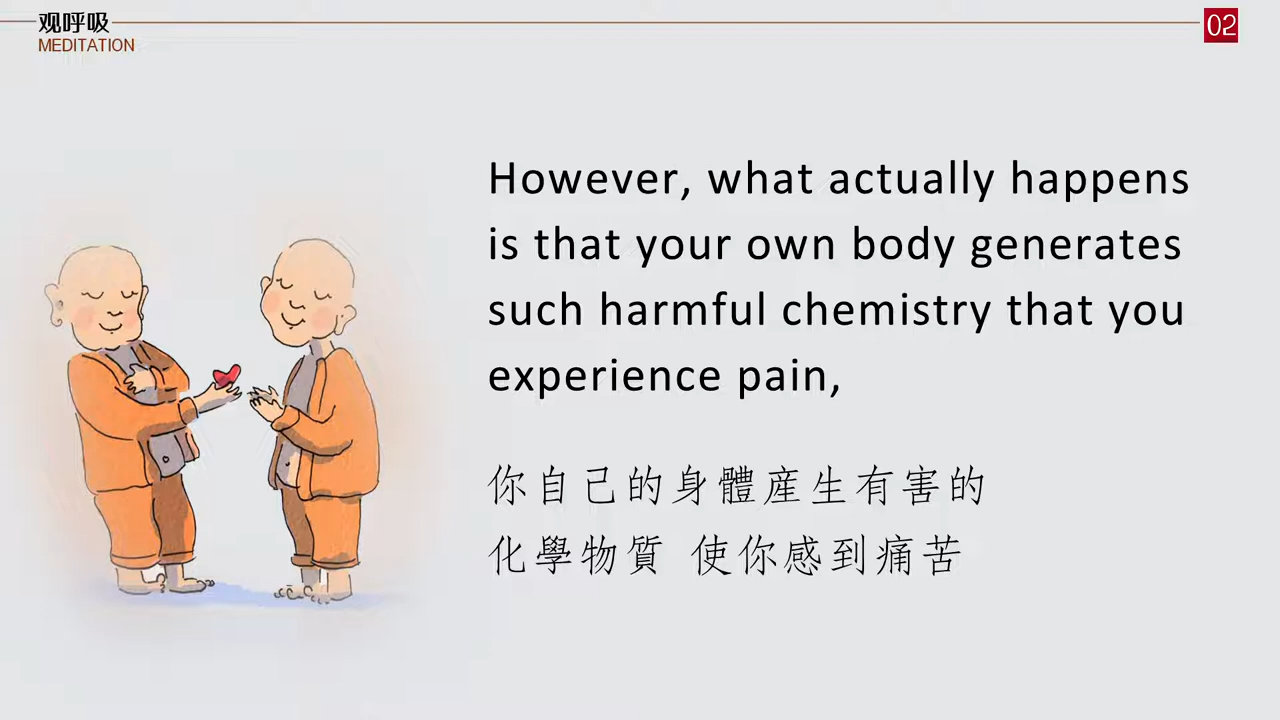 观呼吸
MEDITATION
02
However, what actually happens
is that your own body generates
such harmful chemistry that you
experience pain,
你自己的身體産生有害的
化學物質 使你感到痛苦